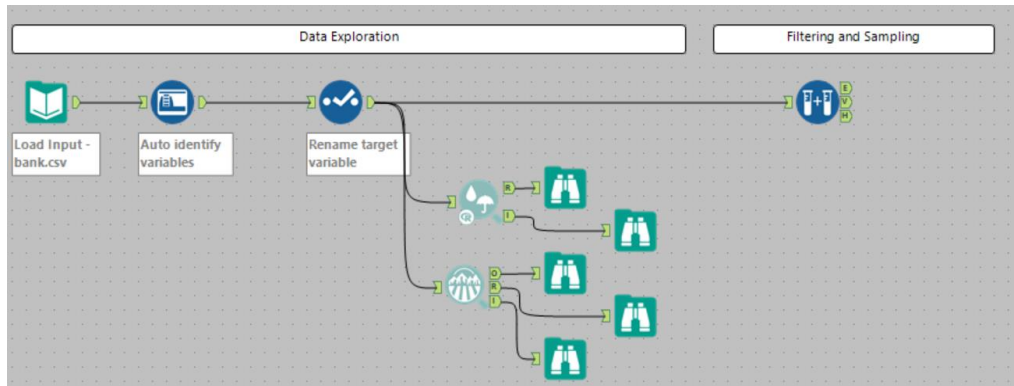 Data Exploration
Filtering and Sampling
Load Input -
bank.csv
Auto identify
variables
Rename target
variable
E
V
H
R
I
O
R
I